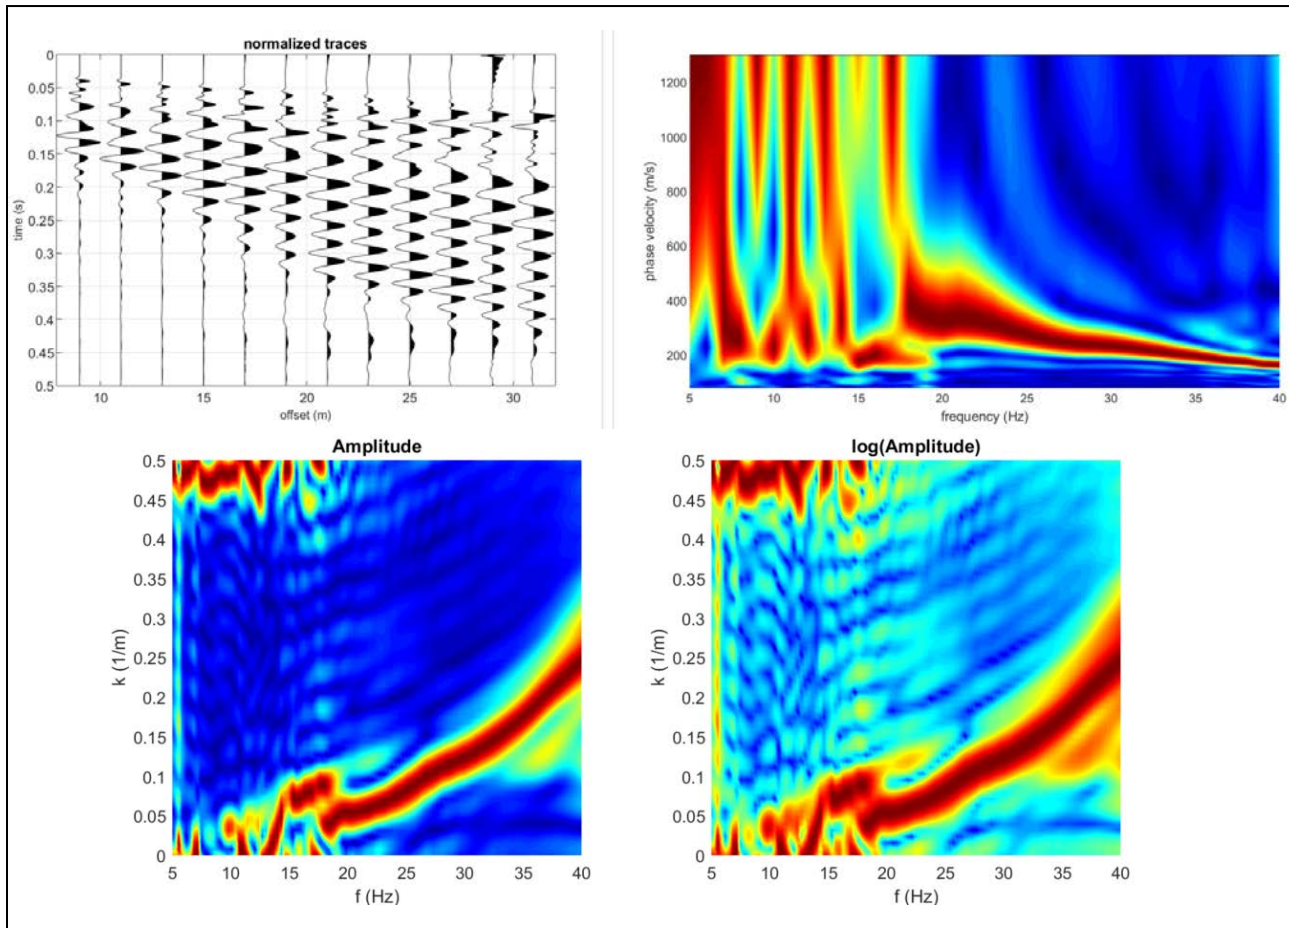 normalized traces
0
0.05
0.1
0.15
0.2
0.25
0.3
0.35
0.4
0.45
0.5
time (s)
10 15 20 25 30
offset (m)
1200
1000
800
600
400
200
phase velocity (m/s)
5 10 15 20 25 30 35 40
frequency (Hz)
Amplitude
0.5
0.45
0.4
0.35
0.3
0.25
0.2
0.15
0.1
0.05
0
k (1/m)
5 10 15 20 25 30 35 40
f (Hz)
log(Amplitude)
0.5
0.45
0.4
0.35
0.3
0.25
0.2
0.15
0.1
0.05
0
k (1/m)
5 10 15 20 25 30 35 40
f (Hz)